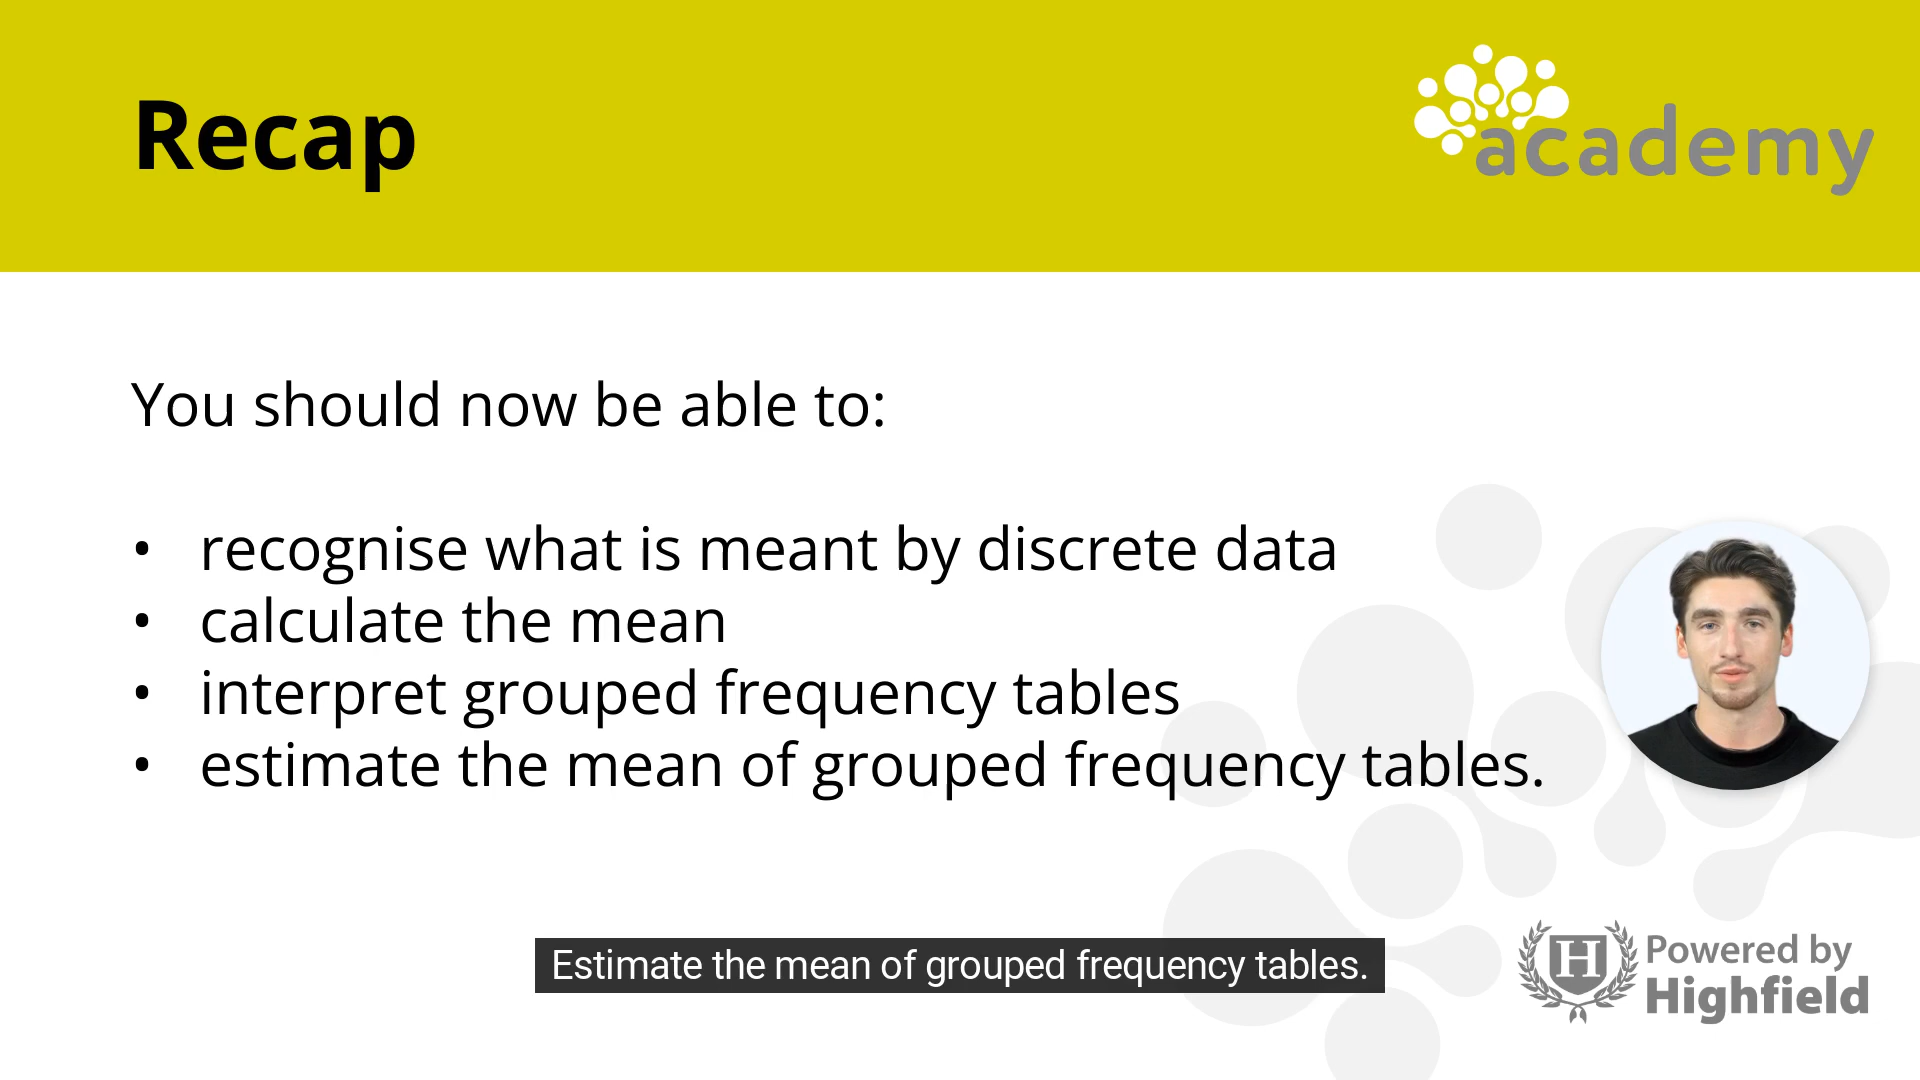 Recap
academy
You should now be able to:
• recognise what is meant by discrete data
• calculate the mean
• interpret grouped frequency tables
• estimate the mean of grouped frequency tables.
Estimate the mean of grouped frequency tables.
H
Powered by
Highfield